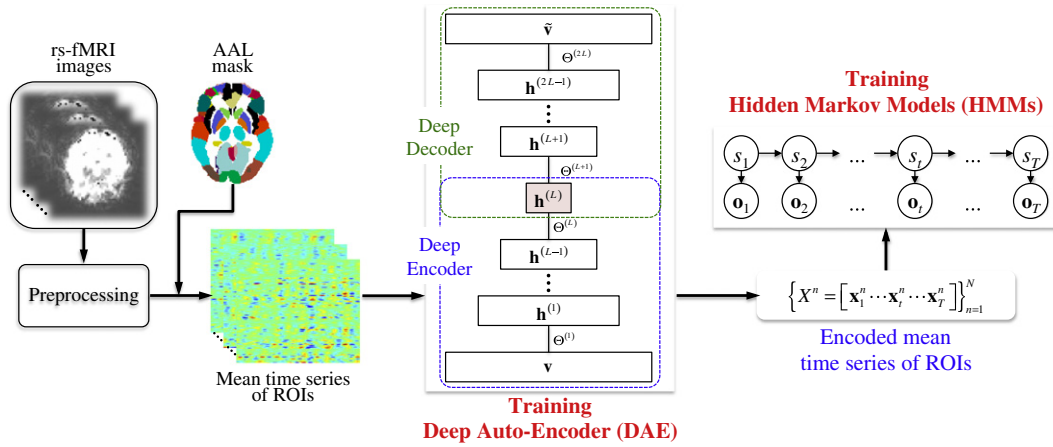 rs-fMRI
images
AAL
mask
Preprocessing
Mean time series
of ROIs
ṽ
Θ^(2L)
h^(2L−1)
Deep
Decoder
h^(L+1)
Θ^(L+1)
h^(L)
Θ^(L)
Deep
Encoder
h^(L−1)
h^(1)
Θ^(1)
v
Training
Deep Auto-Encoder (DAE)
Training
Hidden Markov Models (HMMs)
s_1 s_2 ... s_t ... s_T
o_1 o_2 ... o_t ... o_T
{X^n = [x_1^n ⋯ x_t^n ⋯ x_T^n]}_{n=1}^N
Encoded mean
time series of ROIs